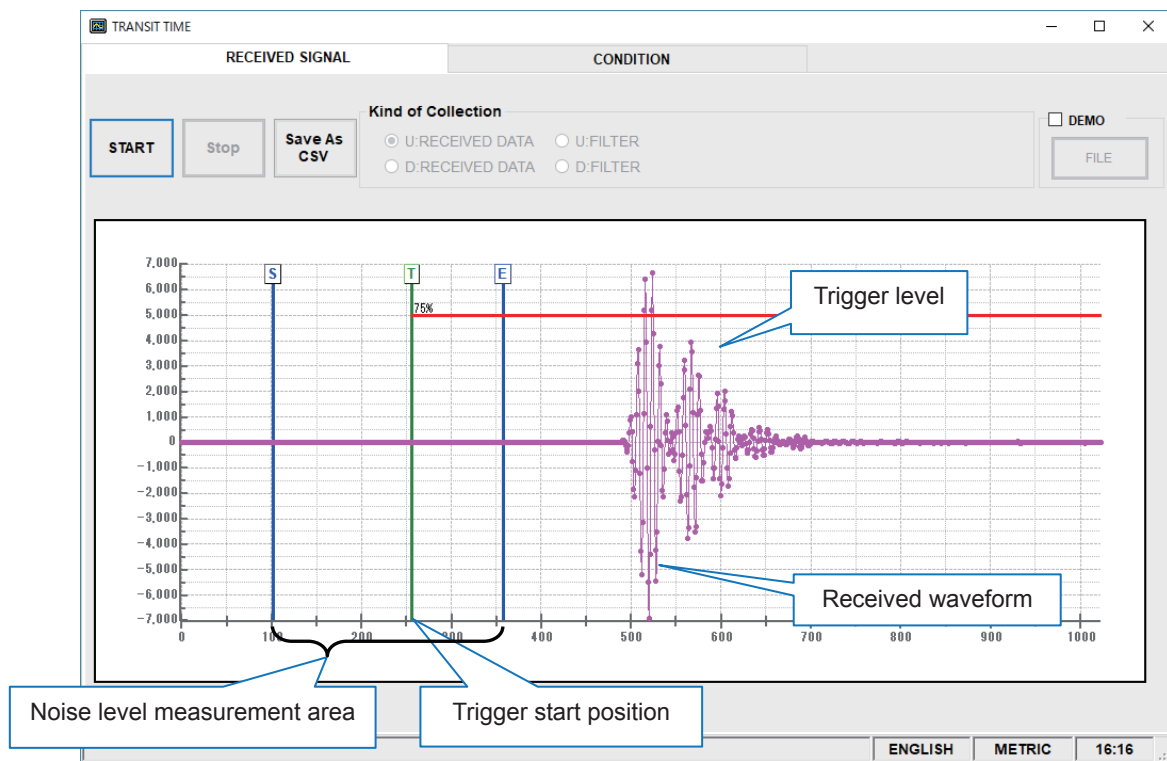 TRANSIT TIME
RECEIVED SIGNAL
CONDITION
START
Stop
Save As
CSV
Kind of Collection
U:RECEIVED DATA
U:FILTER
D:RECEIVED DATA
D:FILTER
DEMO
FILE
7,000
6,000
5,000
4,000
3,000
2,000
1,000
0
-1,000
-2,000
-3,000
-4,000
-5,000
-6,000
-7,000
S
T
E
75%
Trigger level
Received waveform
0
100
200
300
400
500
600
700
800
900
1000
Noise level measurement area
Trigger start position
ENGLISH
METRIC
16:16